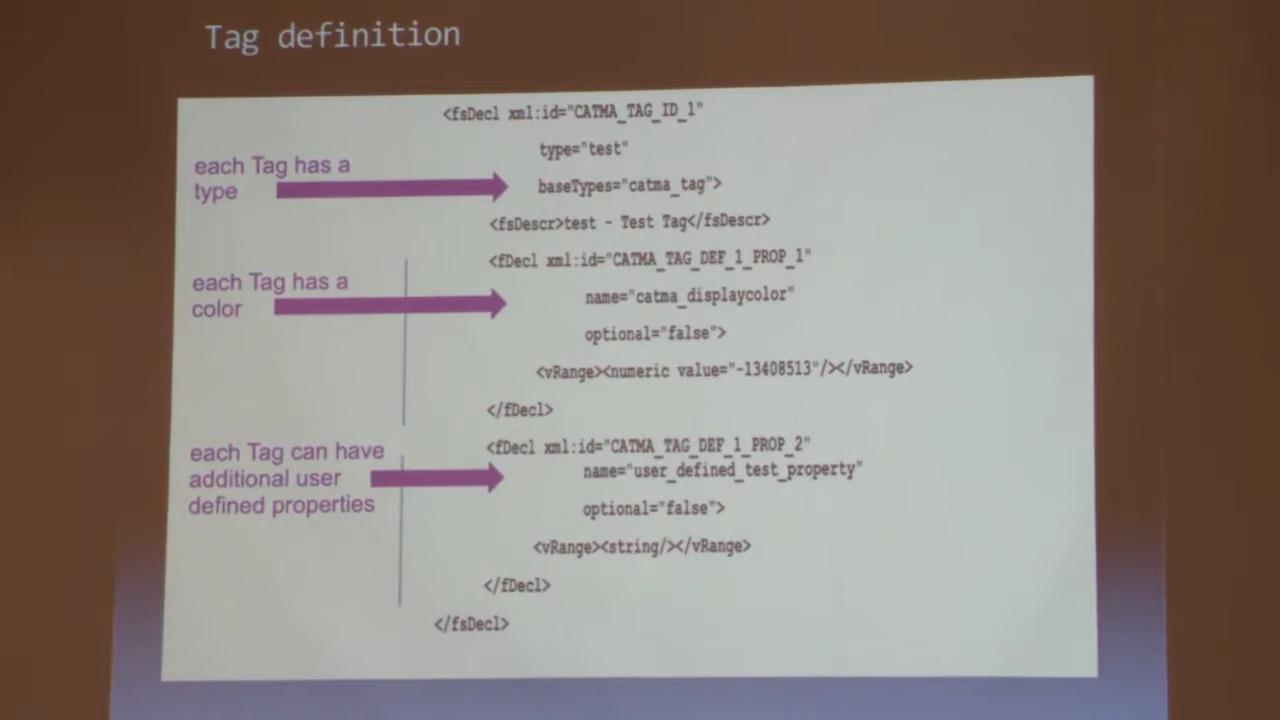 Tag definition
<fsDecl xml:id="CATMA_TAG_ID_1"
type="test"
each Tag has a
type
baseTypes="catma_tag">
<fsDescr>test - Test Tag</fsDescr>
<fDecl xml:id="CATMA_TAG_DEF_1_PROP_1"
each Tag has a
color
name="catma_displaycolor"
optional="false">
<vRange><numeric value="-13408513"/></vRange>
</fDecl>
<fDecl xml:id="CATMA_TAG_DEF_1_PROP_2"
each Tag can have
additional user
defined properties
name="user_defined_test_property"
optional="false">
<vRange><string/></vRange>
</fDecl>
</fsDecl>